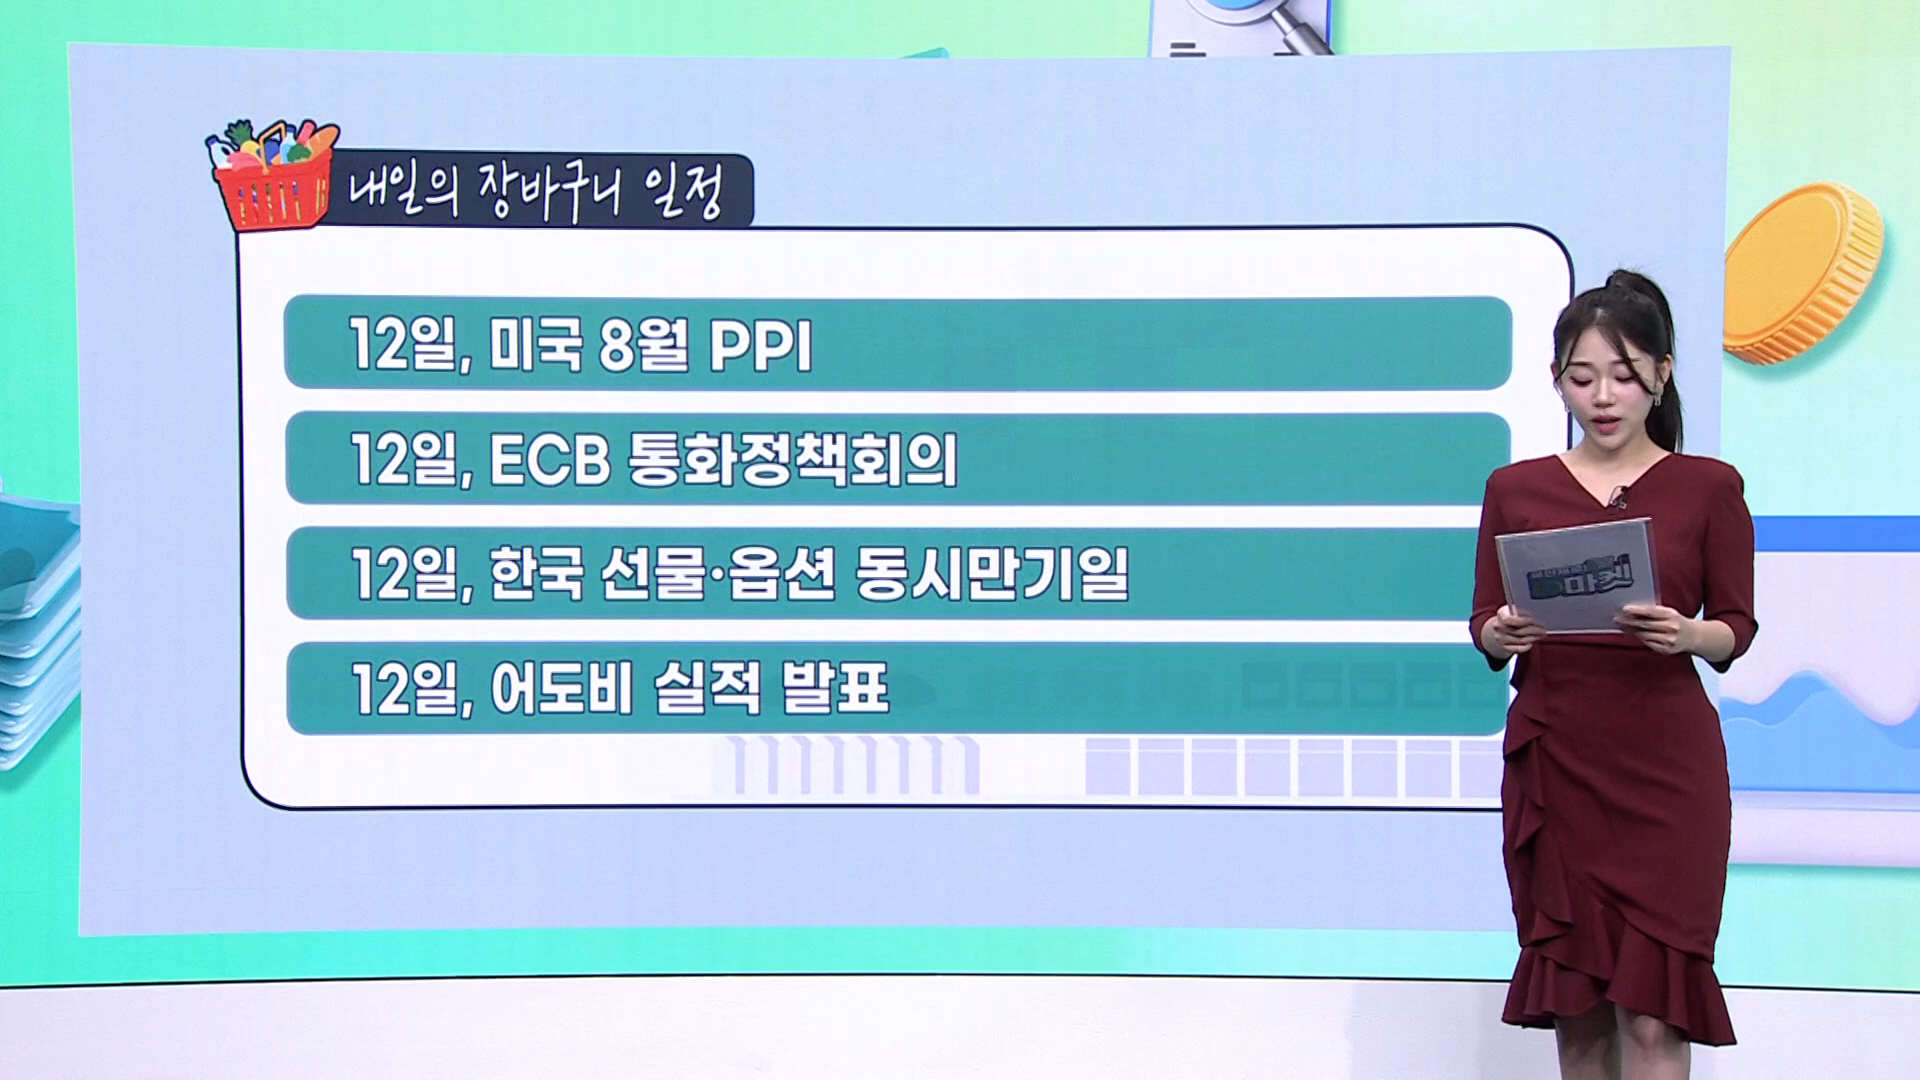 내일의 장바구니 일정
12일, 미국 8월 PPI
12일, ECB 통화정책회의
12일, 한국 선물·옵션 동시만기일
12일, 어도비 실적 발표